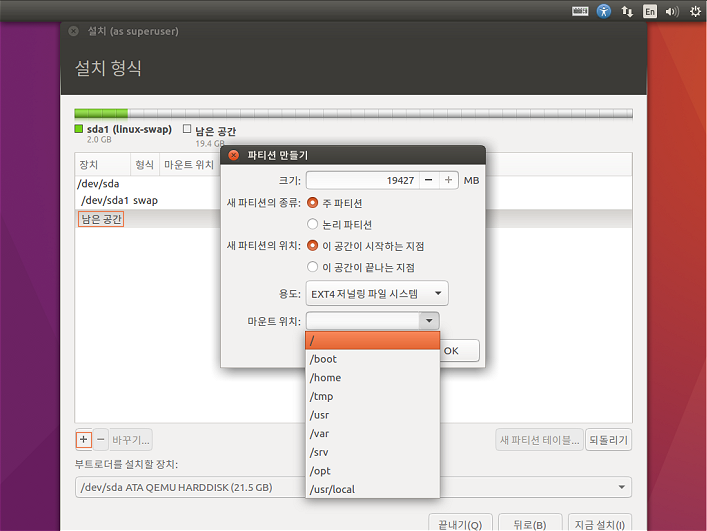 En
설치 (as superuser)
설치 형식
sda1 (linux-swap)
2.0 GB
남은 공간
19.4 GB
파티션 만들기
장치 형식 마운트 위치
/dev/sda
/dev/sda1 swap
남은 공간
크기: 19427 − + MB
새 파티션의 종류: 주 파티션
논리 파티션
새 파티션의 위치: 이 공간이 시작하는 지점
이 공간이 끝나는 지점
용도: EXT4 저널링 파일 시스템
마운트 위치:
/
/boot
/home
/tmp
/usr
/var
/srv
/opt
/usr/local
OK
+ − 바꾸기... 새 파티션 테이블... 되돌리기
부트로더를 설치할 장치:
/dev/sda ATA QEMU HARDDISK (21.5 GB)
끝내기(Q) 뒤로(B) 지금 설치(I)